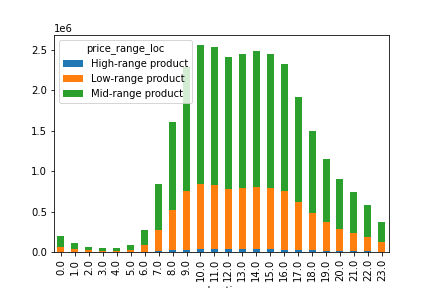 1e6
price_range_loc
High-range product
Low-range product
Mid-range product
2.5
2.0
1.5
1.0
0.5
0.0
0.0 1.0 2.0 3.0 4.0 5.0 6.0 7.0 8.0 9.0 10.0 11.0 12.0 13.0 14.0 15.0 16.0 17.0 18.0 19.0 20.0 21.0 22.0 23.0